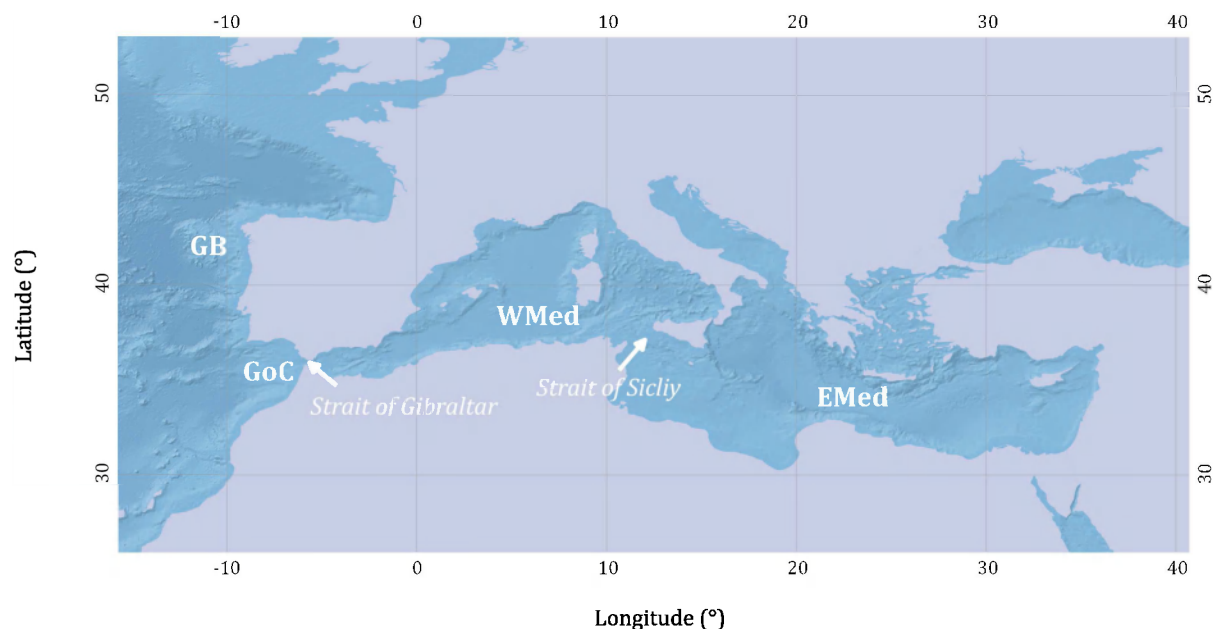 -10 0 10 20 30 40
50 50
GB
Latitude (°)
40 40
WMed
GoC
Strait of Sicliy
EMed
Strait of Gibraltar
30 30
-10 0 10 20 30 40
Longitude (°)